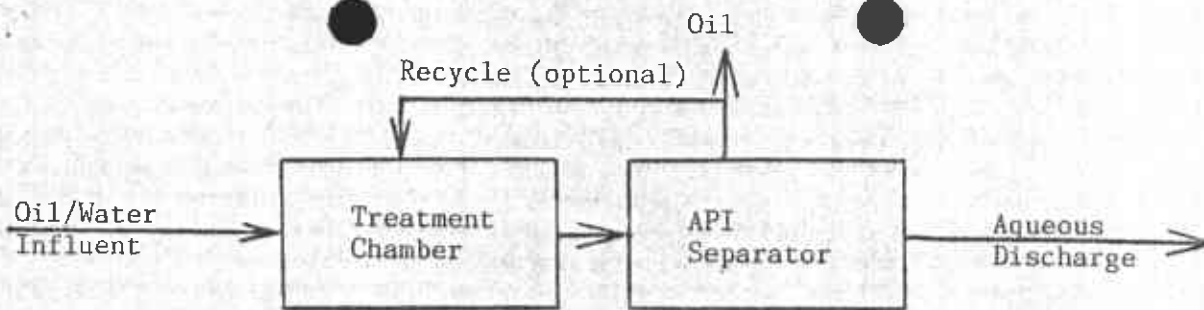 Oil
Recycle (optional)
Oil/Water
Influent
Treatment
Chamber
API
Separator
Aqueous
Discharge